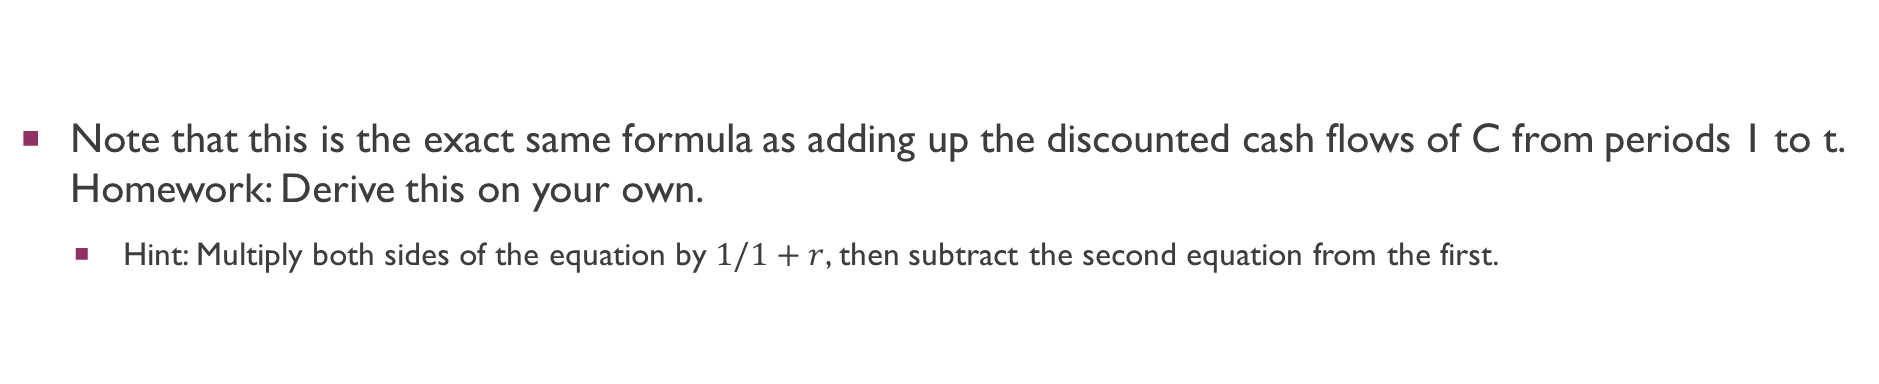 ▪ Note that this is the exact same formula as adding up the discounted cash flows of C from periods 1 to t.
Homework: Derive this on your own.
▪ Hint: Multiply both sides of the equation by 1/1 + r, then subtract the second equation from the first.